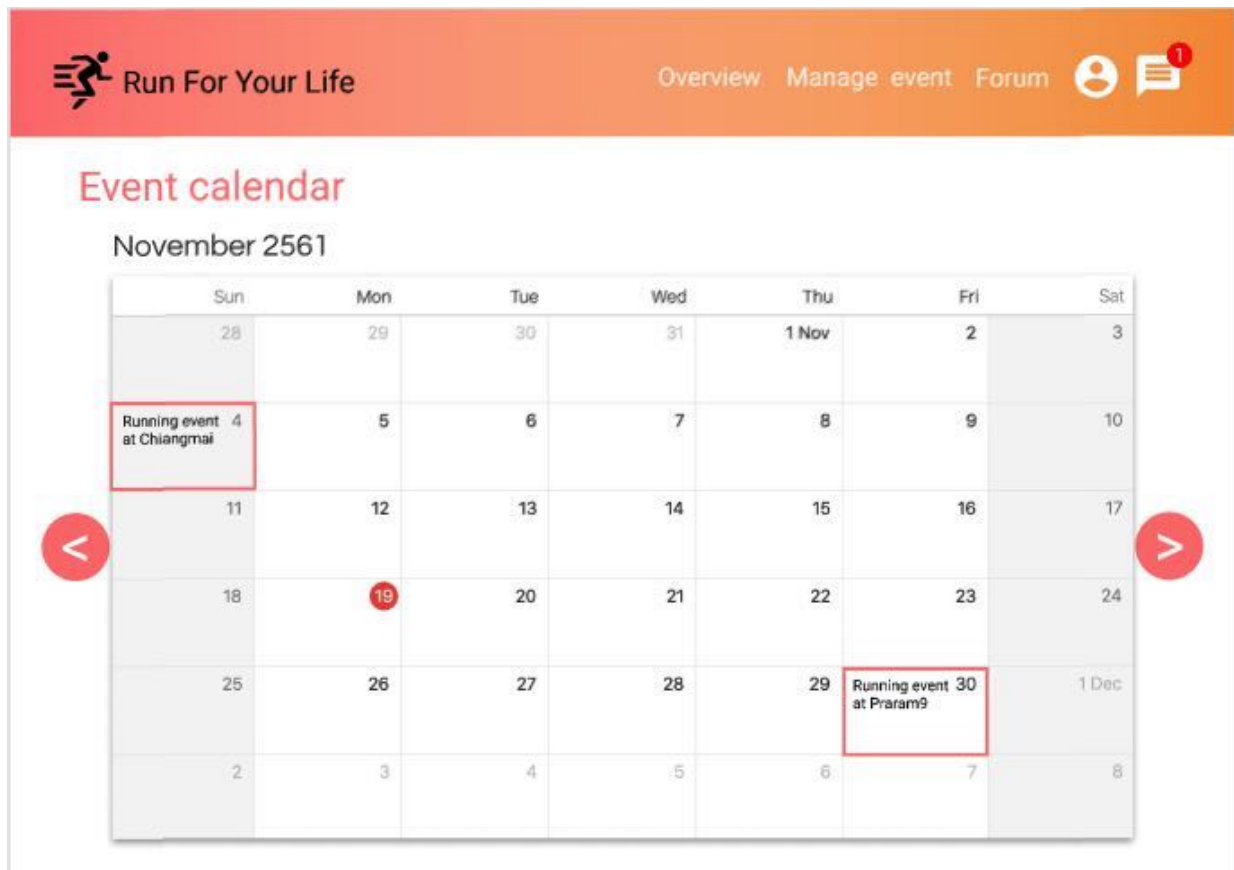 Run For Your Life Overview Manage event Forum 1
Event calendar
November 2561
Sun Mon Tue Wed Thu Fri Sat
28 29 30 31 1 Nov 2 3
Running event 4 5 6 7 8 9 10
at Chiangmai
11 12 13 14 15 16 17
< >
18 19 20 21 22 23 24
25 26 27 28 29 Running event 30 1 Dec
at Praram9
2 3 4 5 6 7 8